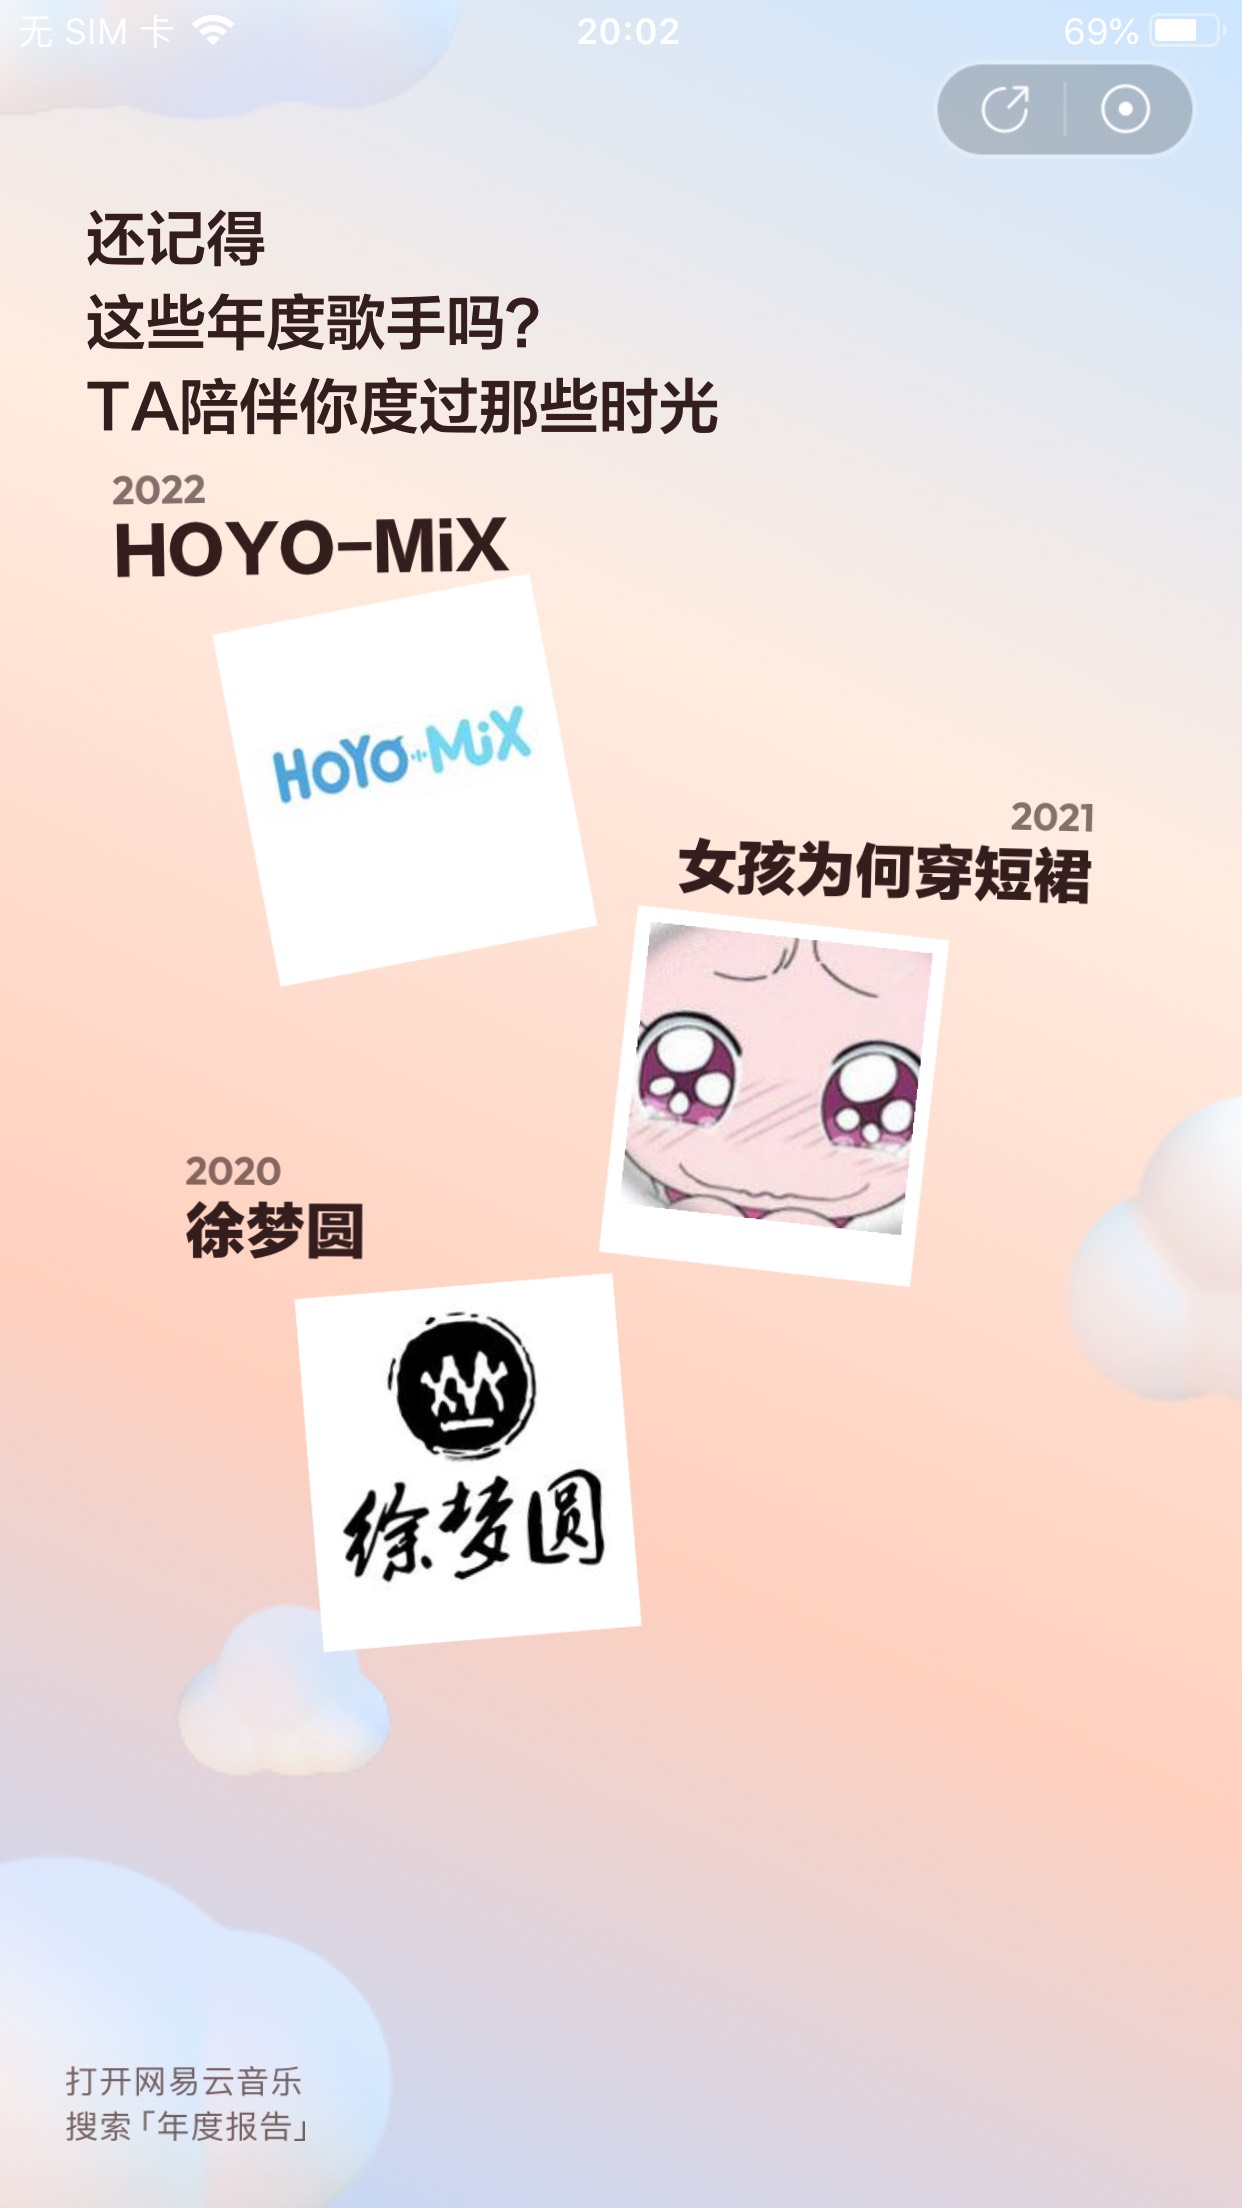 无 SIM 卡
20:02
69%
还记得
这些年度歌手吗?
TA陪伴你度过那些时光
2022
HOYO-MiX
HOYO-MiX
2021
女孩为何穿短裙
2020
徐梦圆
XMY
徐梦圆
打开网易云音乐
搜索「年度报告」